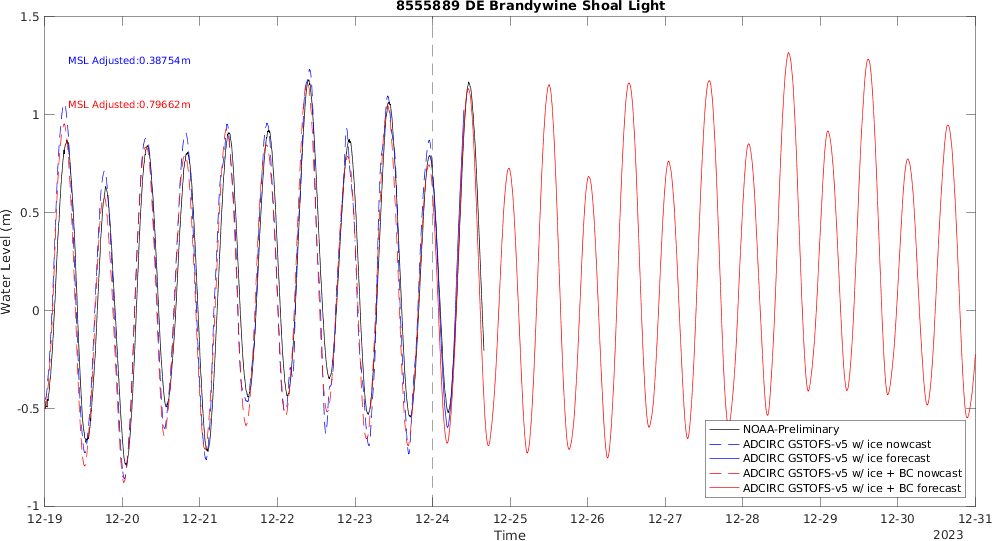 8555889 DE Brandywine Shoal Light
1.5
1
0.5
0
-0.5
-1
Water Level (m)
MSL Adjusted:0.38754m
MSL Adjusted:0.79662m
NOAA-Preliminary
ADCIRC GSTOFS-v5 w/ ice nowcast
ADCIRC GSTOFS-v5 w/ ice forecast
ADCIRC GSTOFS-v5 w/ ice + BC nowcast
ADCIRC GSTOFS-v5 w/ ice + BC forecast
12-19 12-20 12-21 12-22 12-23 12-24 12-25 12-26 12-27 12-28 12-29 12-30 12-31
Time
2023